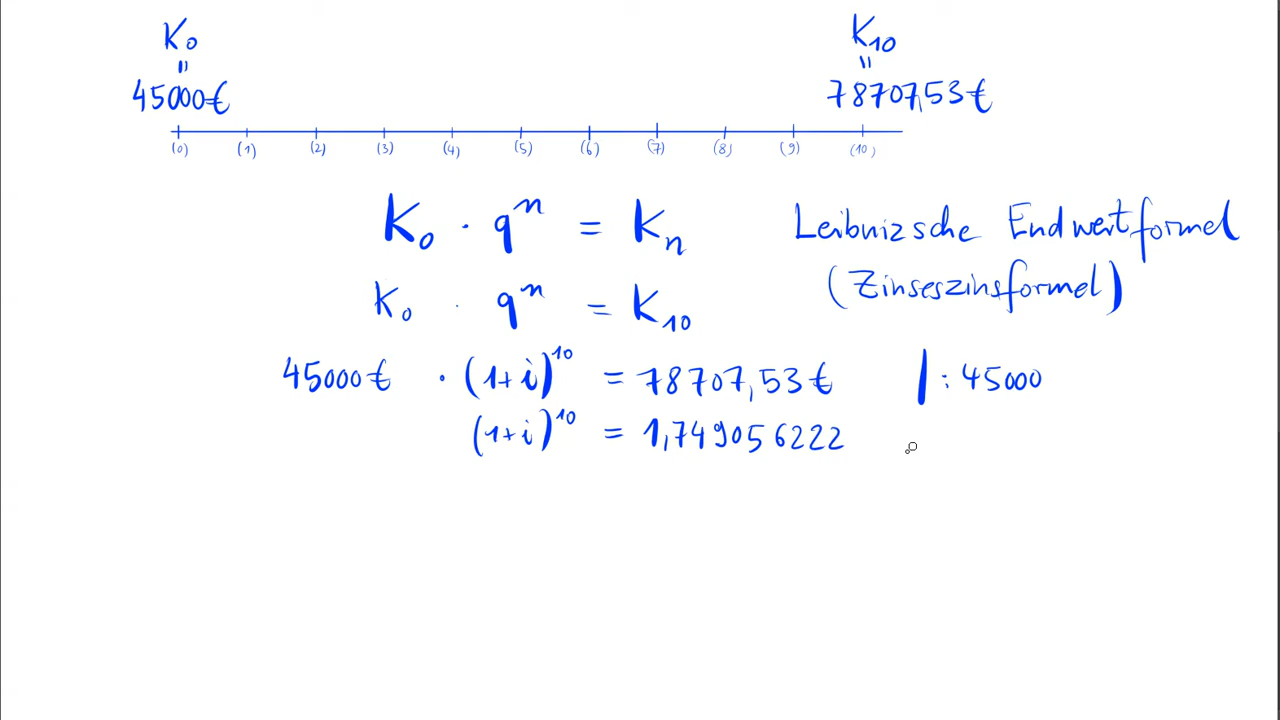 K₀ K₁₀
= =
45000€ 78707,53€
(0) (1) (2) (3) (4) (5) (6) (7) (8) (9) (10)
K₀ · qⁿ = Kₙ Leibnizsche Endwertformel
(Zinseszinsformel)
K₀ · qⁿ = K₁₀
45000€ · (1+i)¹⁰ = 78707,53€ | : 45000
(1+i)¹⁰ = 1,749056222